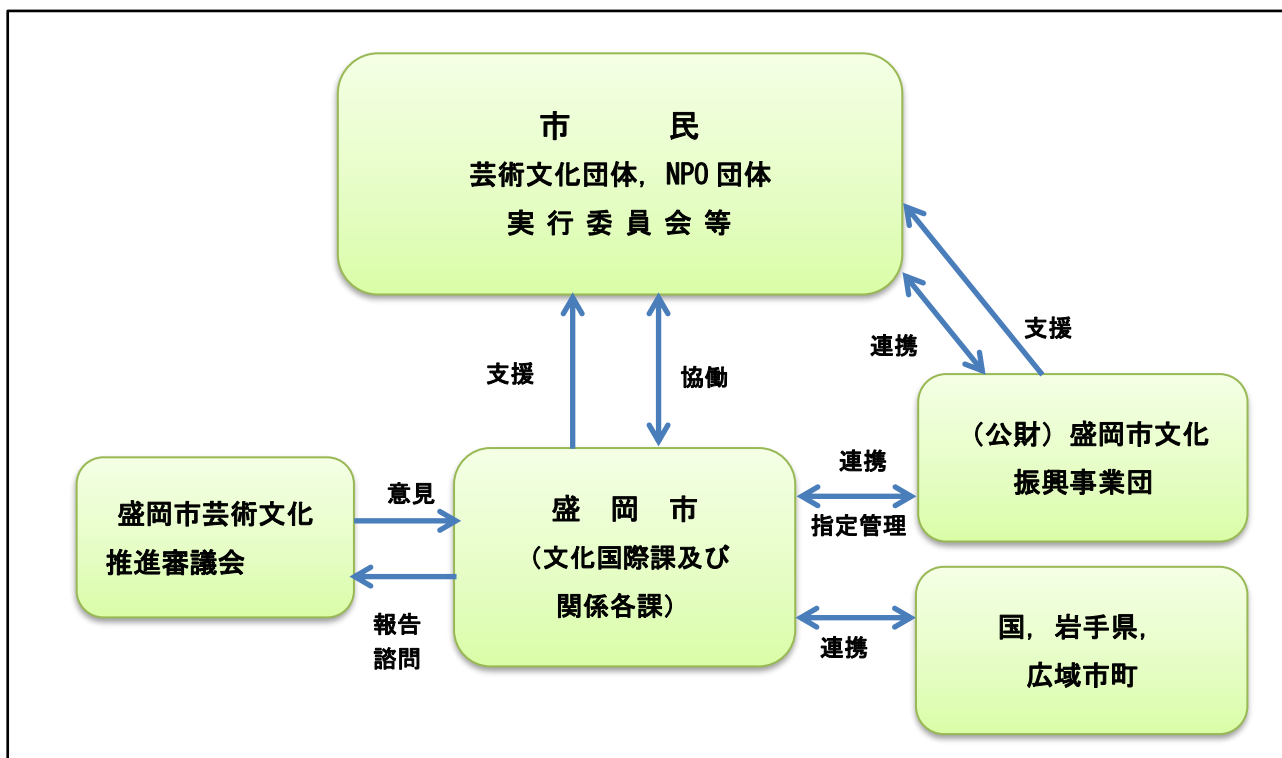 市　　　民
芸術文化団体，NPO 団体
実 行 委 員 会 等
支援
協働
連携
支援
（公財）盛岡市文化
振興事業団
盛岡市芸術文化
推進審議会
意見
報告
諮問
盛　岡　市
（文化国際課及び
関係各課）
連携
指定管理
連携
国，岩手県，
広域市町